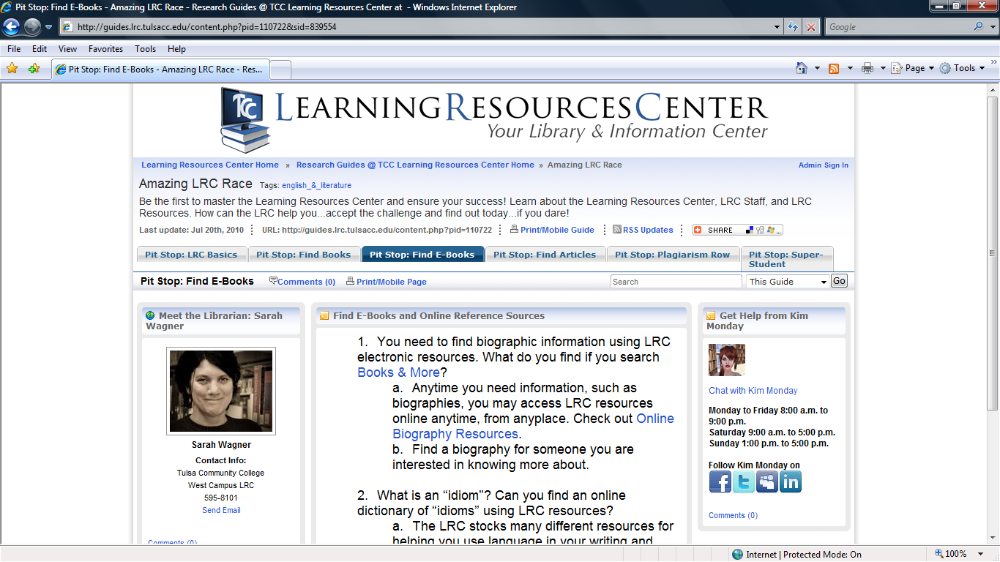 Pit Stop: Find E-Books - Amazing LRC Race - Research Guides @ TCC Learning Resources Center at  - Windows Internet Explorer
http://guides.lrc.tulsacc.edu/content.php?pid=110722&sid=839554
Google
File Edit View Favorites Tools Help
Pit Stop: Find E-Books - Amazing LRC Race - Res...
Page Tools
TCC
LEARNINGRESOURCESCENTER
Your Library & Information Center
Learning Resources Center Home » Research Guides @ TCC Learning Resources Center Home » Amazing LRC Race
Admin Sign In
Amazing LRC Race Tags: english_&_literature
Be the first to master the Learning Resources Center and ensure your success! Learn about the Learning Resources Center, LRC Staff, and LRC
Resources. How can the LRC help you...accept the challenge and find out today...if you dare!
Last update: Jul 20th, 2010 URL: http://guides.lrc.tulsacc.edu/content.php?pid=110722 Print/Mobile Guide RSS Updates SHARE
Pit Stop: LRC Basics Pit Stop: Find Books Pit Stop: Find E-Books Pit Stop: Find Articles Pit Stop: Plagiarism Row Pit Stop: Super-
Student
Pit Stop: Find E-Books Comments (0) Print/Mobile Page Search This Guide Go
Meet the Librarian: Sarah
Wagner
Sarah Wagner
Contact Info:
Tulsa Community College
West Campus LRC
595-8101
Send Email
Comments (0)
Find E-Books and Online Reference Sources
1. You need to find biographic information using LRC
electronic resources. What do you find if you search
Books & More?
a. Anytime you need information, such as
biographies, you may access LRC resources
online anytime, from anyplace. Check out Online
Biography Resources.
b. Find a biography for someone you are
interested in knowing more about.
2. What is an “idiom”? Can you find an online
dictionary of “idioms” using LRC resources?
a. The LRC stocks many different resources for
helping you use language in your writing and
Get Help from Kim
Monday
Chat with Kim Monday
Monday to Friday 8:00 a.m. to
9:00 p.m.
Saturday 9:00 a.m. to 5:00 p.m.
Sunday 1:00 p.m. to 5:00 p.m.
Follow Kim Monday on
Comments (0)
Internet | Protected Mode: On
100%